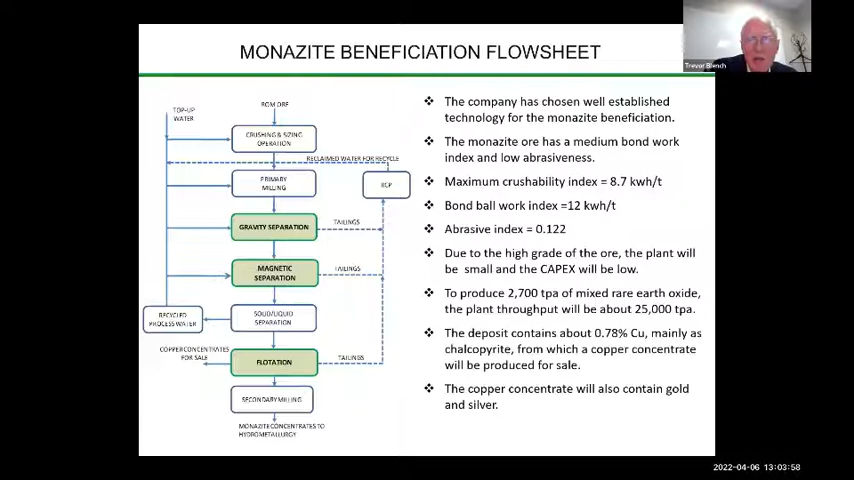 MONAZITE BENEFICIATION FLOWSHEET
Trevor Blench
TOP-UP
WATER
ROM ORE
CRUSHING & SIZING
OPERATION
RECLAIMED WATER FOR RECYCLE
PRIMARY
MILLING
GRAVITY SEPARATION
TAILINGS
MAGNETIC
SEPARATION
TAILINGS
SOLID/LIQUID
SEPARATION
RECYCLED
PROCESS WATER
COPPER CONCENTRATES
FOR SALE
FLOTATION
TAILINGS
SECONDARY MILLING
MONAZITE CONCENTRATES TO
HYDROMETALLURGY
❖ The company has chosen well established
technology for the monazite beneficiation.
❖ The monazite ore has a medium bond work
index and low abrasiveness.
❖ Maximum crushability index = 8.7 kwh/t
❖ Bond ball work index =12 kwh/t
❖ Abrasive index = 0.122
❖ Due to the high grade of the ore, the plant will
be small and the CAPEX will be low.
❖ To produce 2,700 tpa of mixed rare earth oxide,
the plant throughput will be about 25,000 tpa.
❖ The deposit contains about 0.78% Cu, mainly as
chalcopyrite, from which a copper concentrate
will be produced for sale.
❖ The copper concentrate will also contain gold
and silver.
2022-04-06 13:03:58